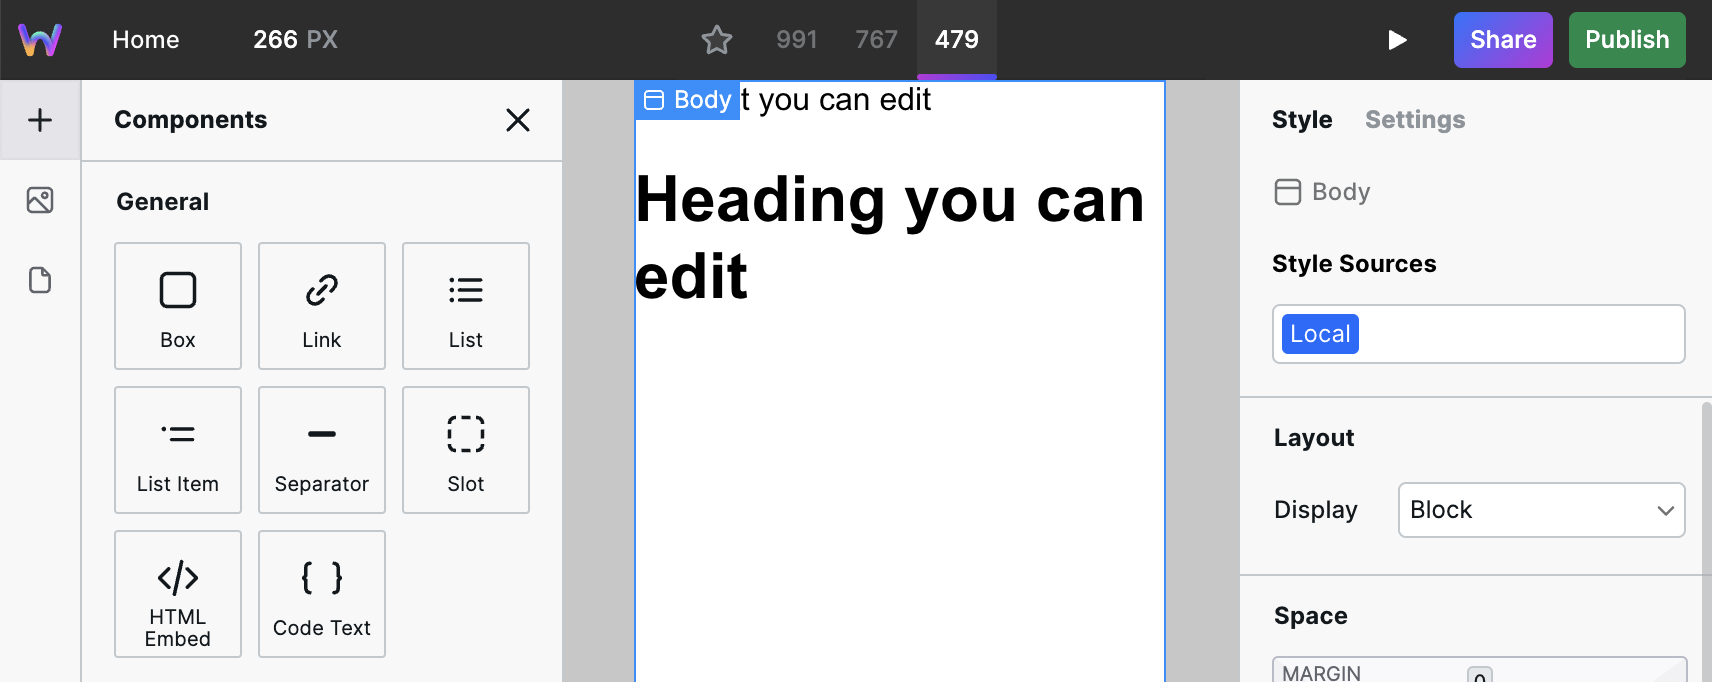 Home
266 PX
991
767
479
Share
Publish
Components
General
Box
Link
List
List Item
Separator
Slot
HTML
Embed
Code Text
Body
t you can edit
Heading you can
edit
Style
Settings
Body
Style Sources
Local
Layout
Display
Block
Space
MARGIN
0